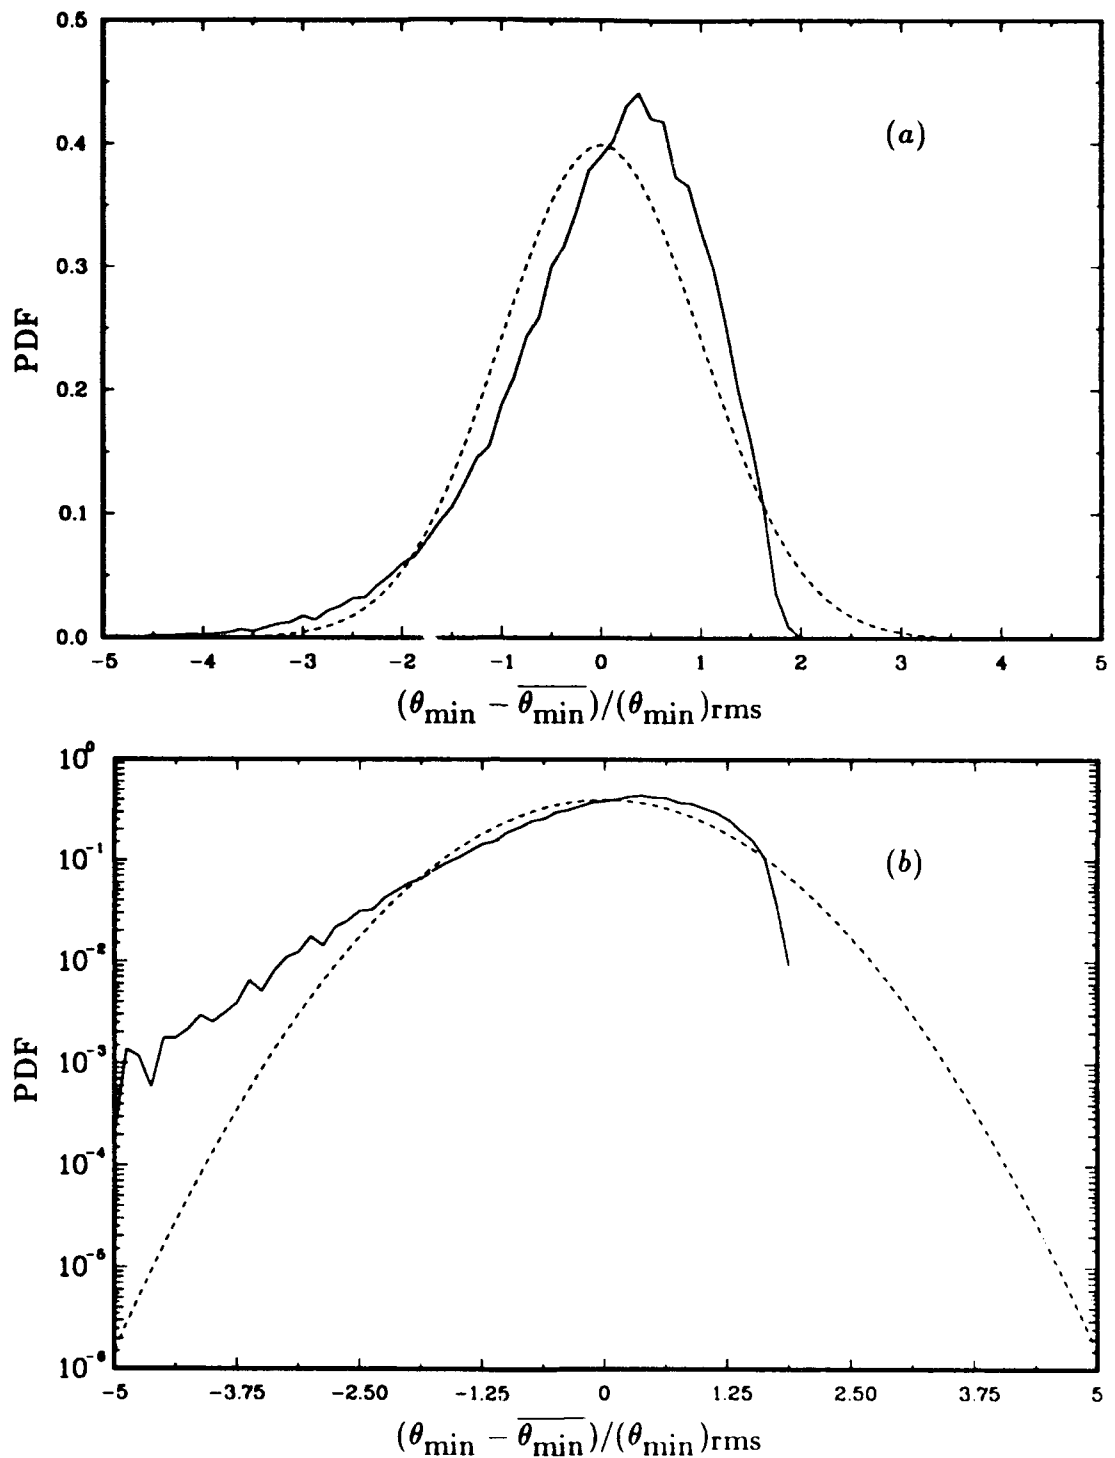 0.5
0.4
0.3
0.2
0.1
0.0
PDF
(a)
-5 -4 -3 -2 -1 0 1 2 3 4 5
(θmin − θ̅m̅i̅n̅)/(θmin)rms
10⁰
10⁻¹
10⁻²
10⁻³
10⁻⁴
10⁻⁵
10⁻⁶
PDF
(b)
-5 -3.75 -2.50 -1.25 0 1.25 2.50 3.75 5
(θmin − θ̅m̅i̅n̅)/(θmin)rms